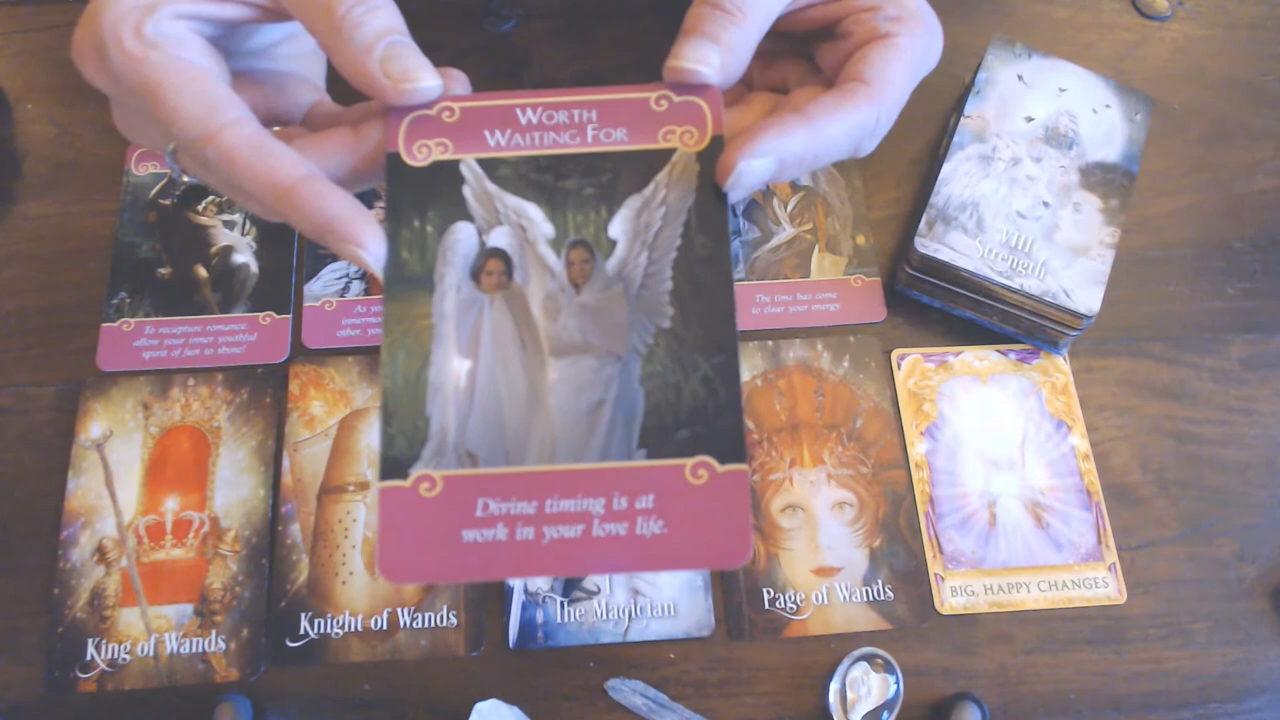 WORTH
WAITING FOR
Divine timing is at
work in your love life.
To recapture romance,
allow your inner youthful
spirit of fun to shine!
As you
innermo
other, you
The time has come
to clear your energy.
VIII
Strength
King of Wands
Knight of Wands
I
The Magician
Page of Wands
BIG, HAPPY CHANGES